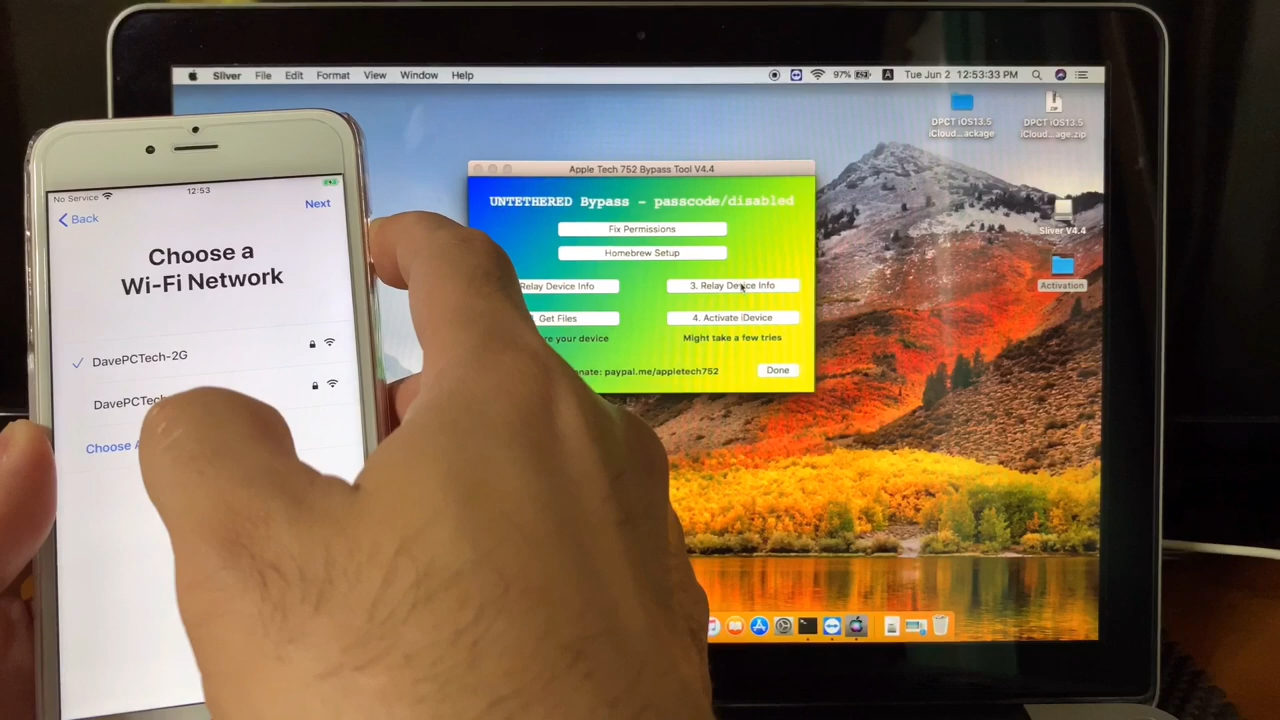 Sliver File Edit Format View Window Help
97% Tue Jun 2 12:53:33 PM
DPCT iOS13.5
iCloud...ackage
DPCT iOS13.5
iCloud...age.zip
Sliver V4.4
Activation
Apple Tech 752 Bypass Tool V4.4
UNTETHERED Bypass - passcode/disabled
Fix Permissions
Homebrew Setup
Relay Device Info
3. Relay Device Info
Get Files
4. Activate iDevice
your device
Might take a few tries
paypal.me/appletech752
Done
No Service
12:53
Back
Next
Choose a
Wi-Fi Network
DavePCTech-2G
DavePCTech
Choose